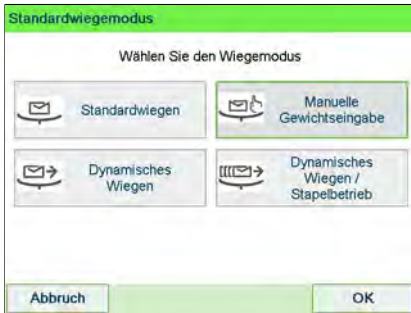 Standardwiegemodus
Wählen Sie den Wiegemodus
Standardwiegen
Manuelle
Gewichtseingabe
Dynamisches
Wiegen
Dynamisches
Wiegen /
Stapelbetrieb
Abbruch
OK